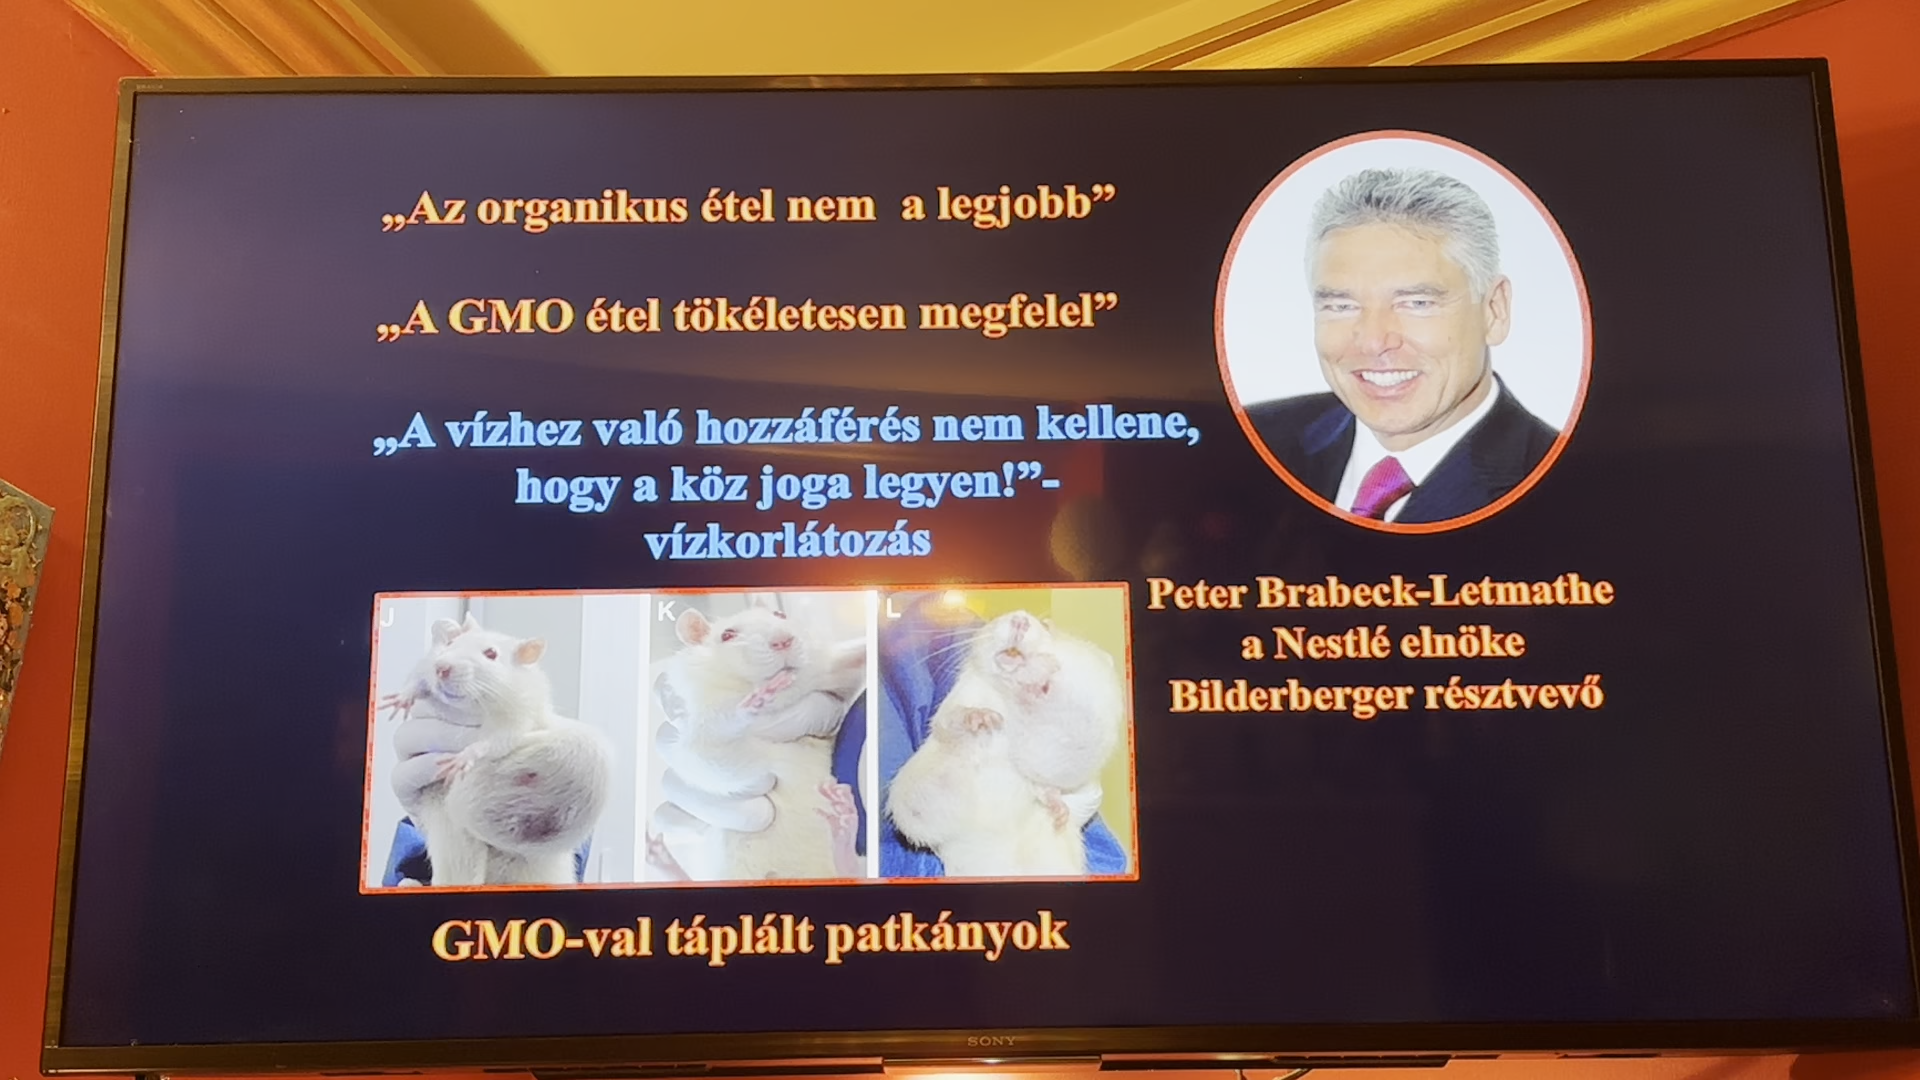 „Az organikus étel nem a legjobb”
„A GMO étel tökéletesen megfelel”
„A vízhez való hozzáférés nem kellene,
hogy a köz joga legyen!”-
vízkorlátozás
Peter Brabeck-Letmathe
a Nestlé elnöke
Bilderberger résztvevő
J
K
L
GMO-val táplált patkányok
SONY